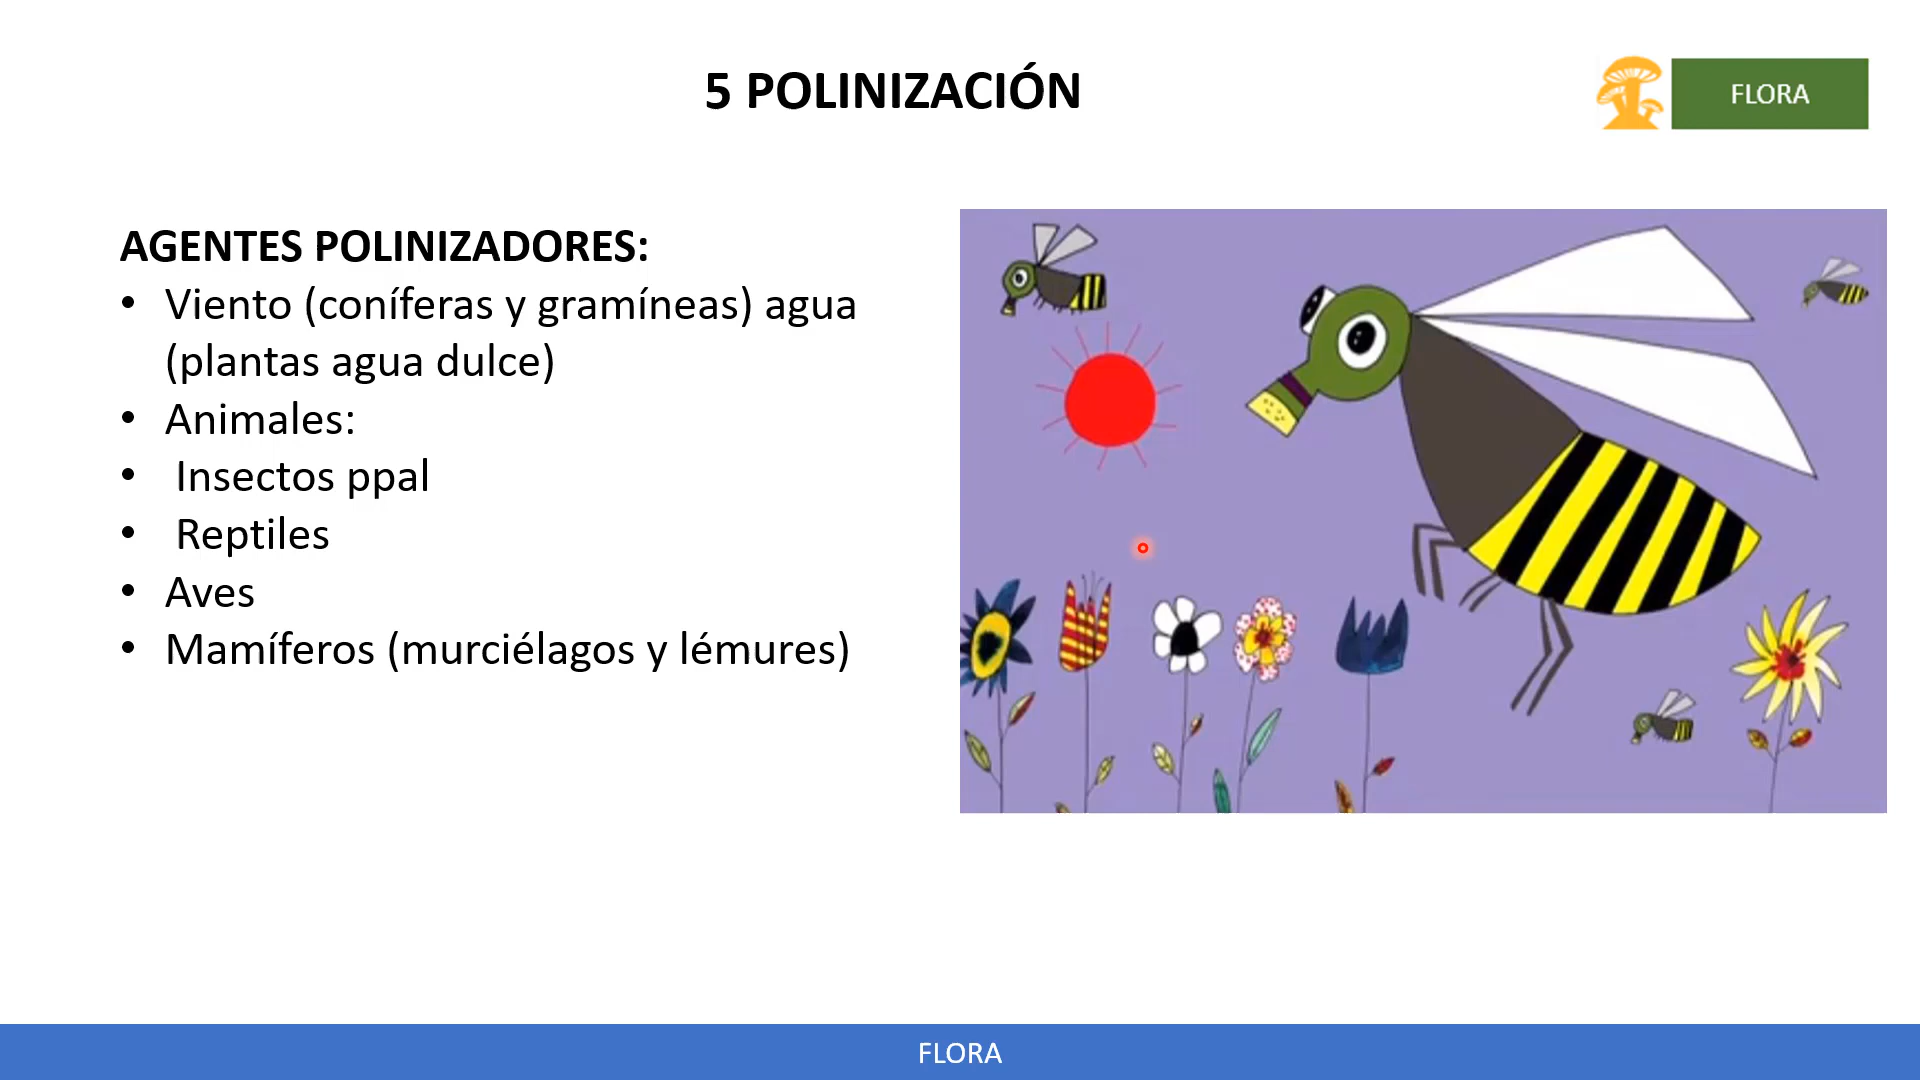 5 POLINIZACIÓN
FLORA
AGENTES POLINIZADORES:
• Viento (coníferas y gramíneas) agua
(plantas agua dulce)
• Animales:
• Insectos ppal
• Reptiles
• Aves
• Mamíferos (murciélagos y lémures)
FLORA